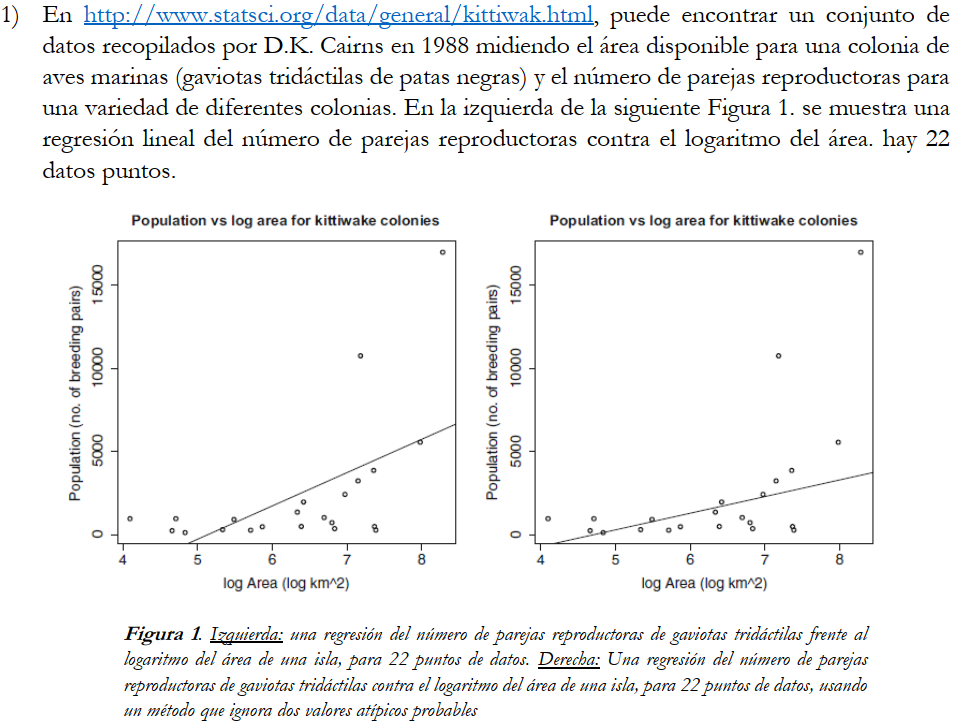 1) En http://www.statsci.org/data/general/kittiwak.html, puede encontrar un conjunto de
datos recopilados por D.K. Cairns en 1988 midiendo el área disponible para una colonia de
aves marinas (gaviotas tridáctilas de patas negras) y el número de parejas reproductoras para
una variedad de diferentes colonias. En la izquierda de la siguiente Figura 1. se muestra una
regresión lineal del número de parejas reproductoras contra el logaritmo del área. hay 22
datos puntos.
Population vs log area for kittiwake colonies
Population (no. of breeding pairs)
15000
10000
5000
0
4 5 6 7 8
log Area (log km^2)
Population vs log area for kittiwake colonies
Population (no. of breeding pairs)
15000
10000
5000
0
4 5 6 7 8
log Area (log km^2)
Figura 1. Izquierda: una regresión del número de parejas reproductoras de gaviotas tridáctilas frente al
logaritmo del área de una isla, para 22 puntos de datos. Derecha: Una regresión del número de parejas
reproductoras de gaviotas tridáctilas contra el logaritmo del área de una isla, para 22 puntos de datos, usando
un método que ignora dos valores atípicos probables